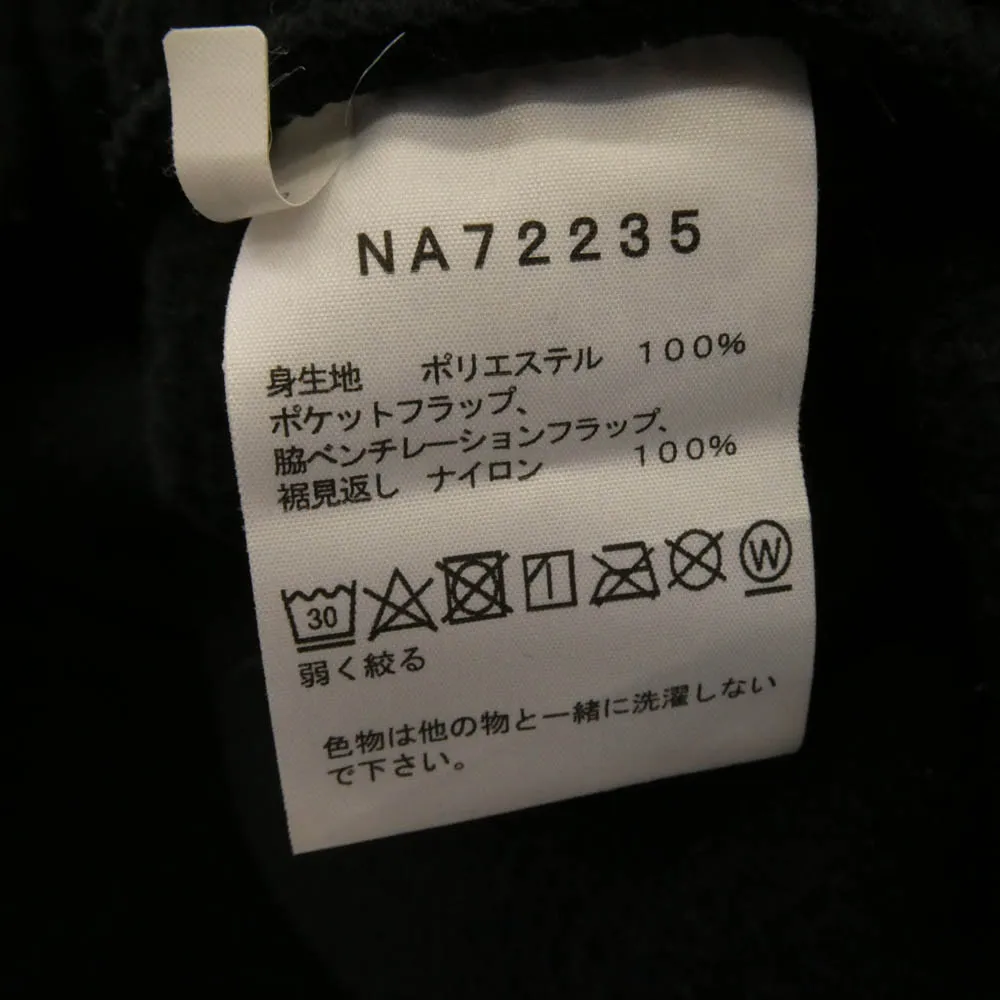 NA72235
身生地 ポリエステル 100%
ポケットフラップ、
脇ベンチレーションフラップ、
裾見返し ナイロン 100%
30 W
弱く絞る
色物は他の物と一緒に洗濯しない
で下さい。